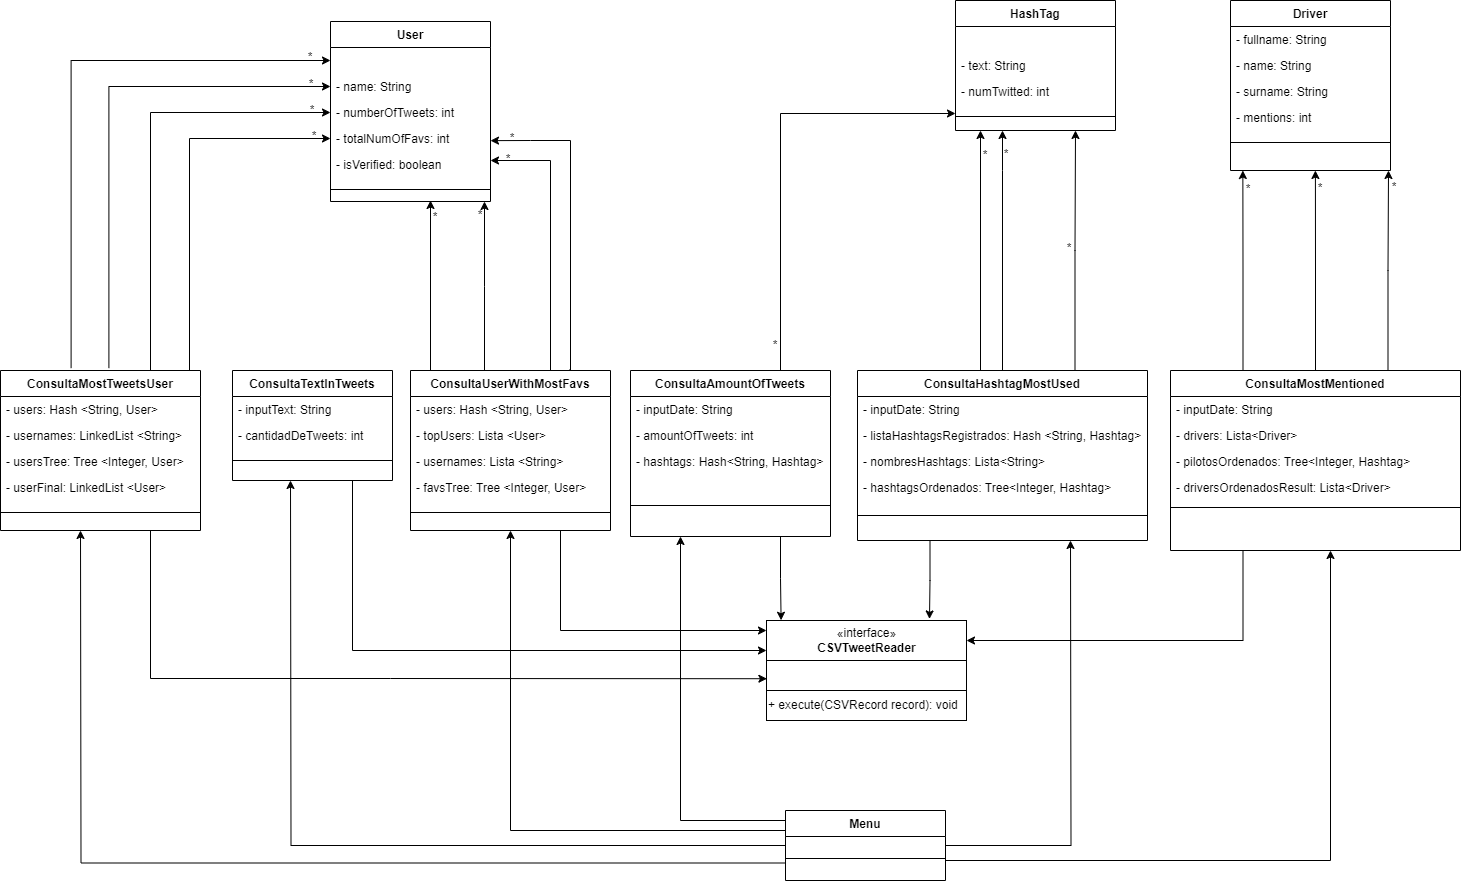 User
*
*
- name: String
*
- numberOfTweets: int
*
- totalNumOfFavs: int
- isVerified: boolean
*
*
*
*
HashTag
- text: String
- numTwitted: int
*
*
*
Driver
- fullname: String
- name: String
- surname: String
- mentions: int
*
*
*
*
ConsultaMostTweetsUser
- users: Hash <String, User>
- usernames: LinkedList <String>
- usersTree: Tree <Integer, User>
- userFinal: LinkedList <User>
ConsultaTextInTweets
- inputText: String
- cantidadDeTweets: int
ConsultaUserWithMostFavs
- users: Hash <String, User>
- topUsers: Lista <User>
- usernames: Lista <String>
- favsTree: Tree <Integer, User>
ConsultaAmountOfTweets
- inputDate: String
- amountOfTweets: int
- hashtags: Hash<String, Hashtag>
ConsultaHashtagMostUsed
- inputDate: String
- listaHashtagsRegistrados: Hash <String, Hashtag>
- nombresHashtags: Lista<String>
- hashtagsOrdenados: Tree<Integer, Hashtag>
ConsultaMostMentioned
- inputDate: String
- drivers: Lista<Driver>
- pilotosOrdenados: Tree<Integer, Hashtag>
- driversOrdenadosResult: Lista<Driver>
«interface»
CSVTweetReader
+ execute(CSVRecord record): void
Menu